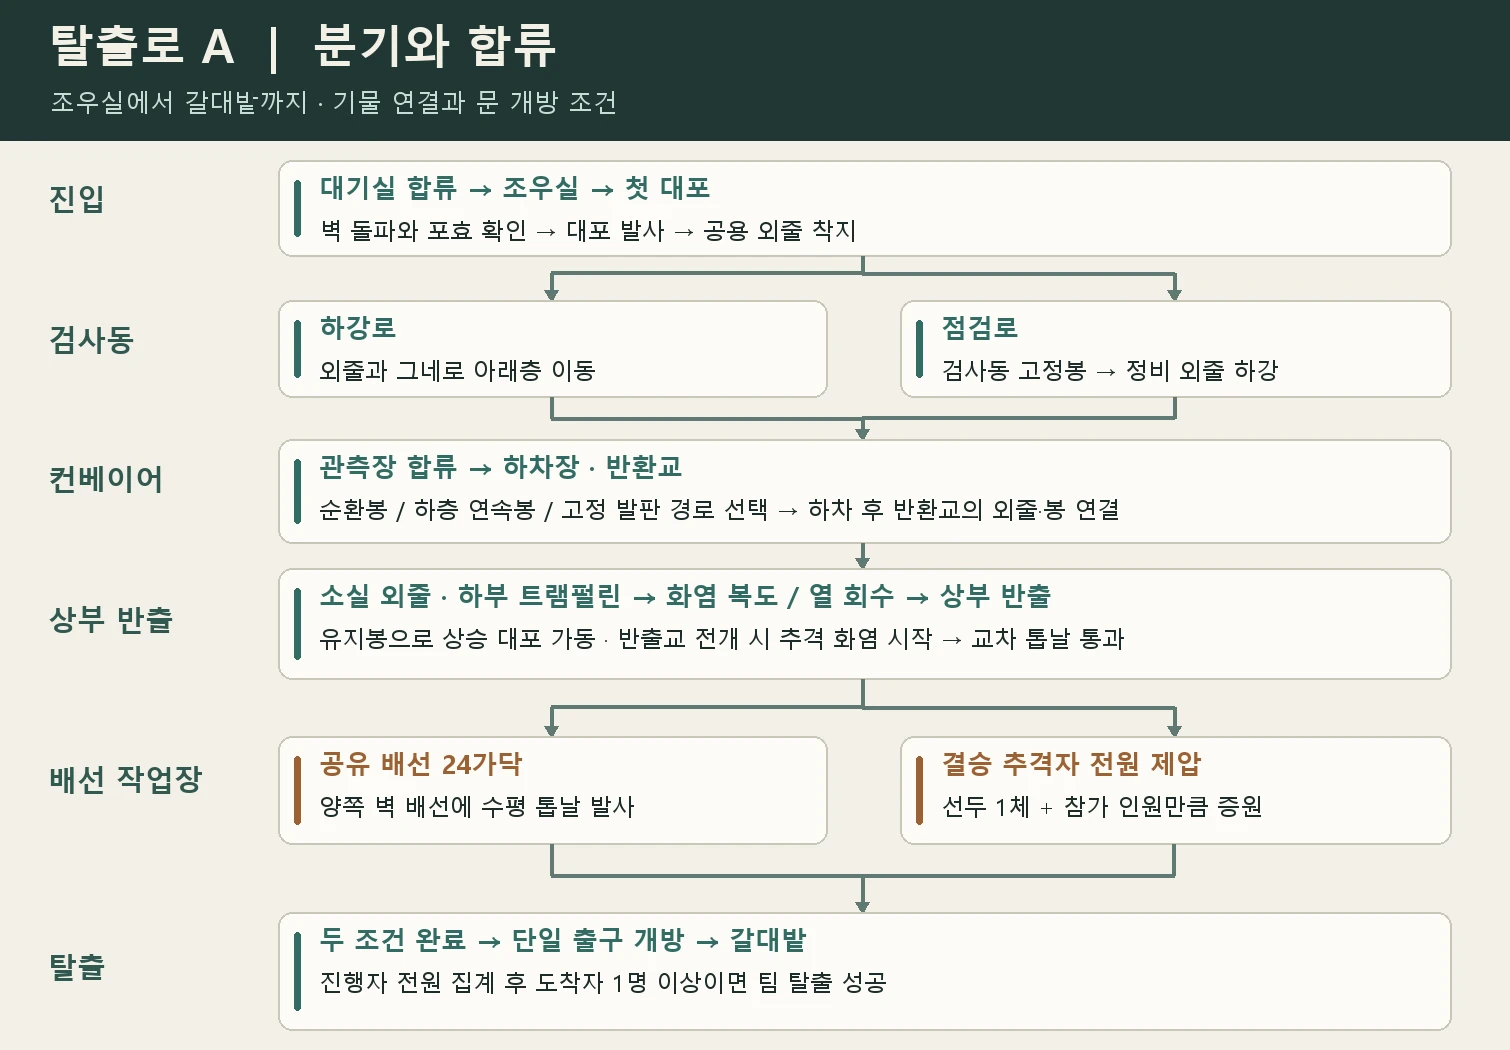 탈출로 A | 분기와 합류
조우실에서 갈대밭까지 · 기물 연결과 문 개방 조건
진입
대기실 합류 → 조우실 → 첫 대포
벽 돌파와 포효 확인 → 대포 발사 → 공용 외줄 착지
검사동
하강로
외줄과 그네로 아래층 이동
점검로
검사동 고정봉 → 정비 외줄 하강
컨베이어
관측장 합류 → 하차장 · 반환교
순환봉 / 하층 연속봉 / 고정 발판 경로 선택 → 하차 후 반환교의 외줄·봉 연결
상부 반출
소실 외줄 · 하부 트램펄린 → 화염 복도 / 열 회수 → 상부 반출
유지봉으로 상승 대포 가동 · 반출교 전개 시 추격 화염 시작 → 교차 톱날 통과
배선 작업장
공유 배선 24가닥
양쪽 벽 배선에 수평 톱날 발사
결승 추격자 전원 제압
선두 1체 + 참가 인원만큼 증원
탈출
두 조건 완료 → 단일 출구 개방 → 갈대밭
진행자 전원 집계 후 도착자 1명 이상이면 팀 탈출 성공